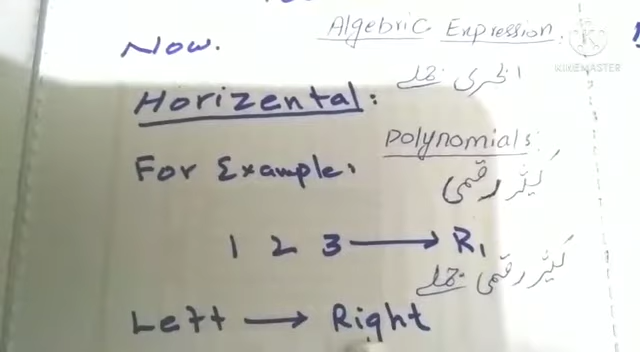 Algebric Expression:
Now.
KINEMASTER
الجبری جملے
Horizental:
Polynomials:
For Example,
کثیر رقمی
1 2 3 → R1
کثیر رقمی جملے
Left → Right